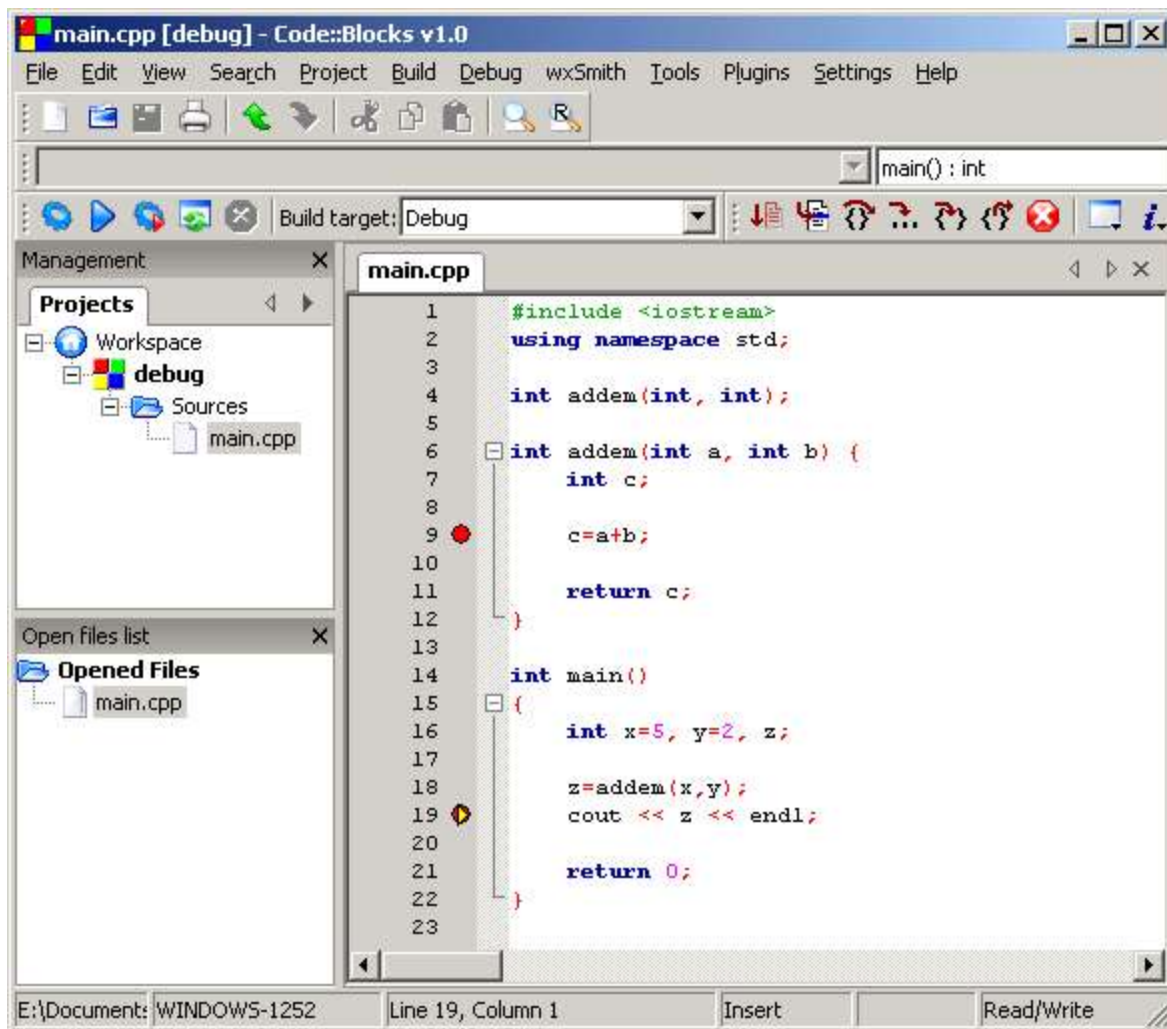 main.cpp [debug] - Code::Blocks v1.0
File Edit View Search Project Build Debug wxSmith Tools Plugins Settings Help
main() : int
Build target: Debug
Management
Projects
Workspace
debug
Sources
main.cpp
Open files list
Opened Files
main.cpp
main.cpp
1 #include <iostream>
2 using namespace std;
3
4 int addem(int, int);
5
6 int addem(int a, int b) {
7 int c;
8
9 c=a+b;
10
11 return c;
12 }
13
14 int main()
15 {
16 int x=5, y=2, z;
17
18 z=addem(x,y);
19 cout << z << endl;
20
21 return 0;
22 }
23
E:\Documents WINDOWS-1252 Line 19, Column 1 Insert Read/Write